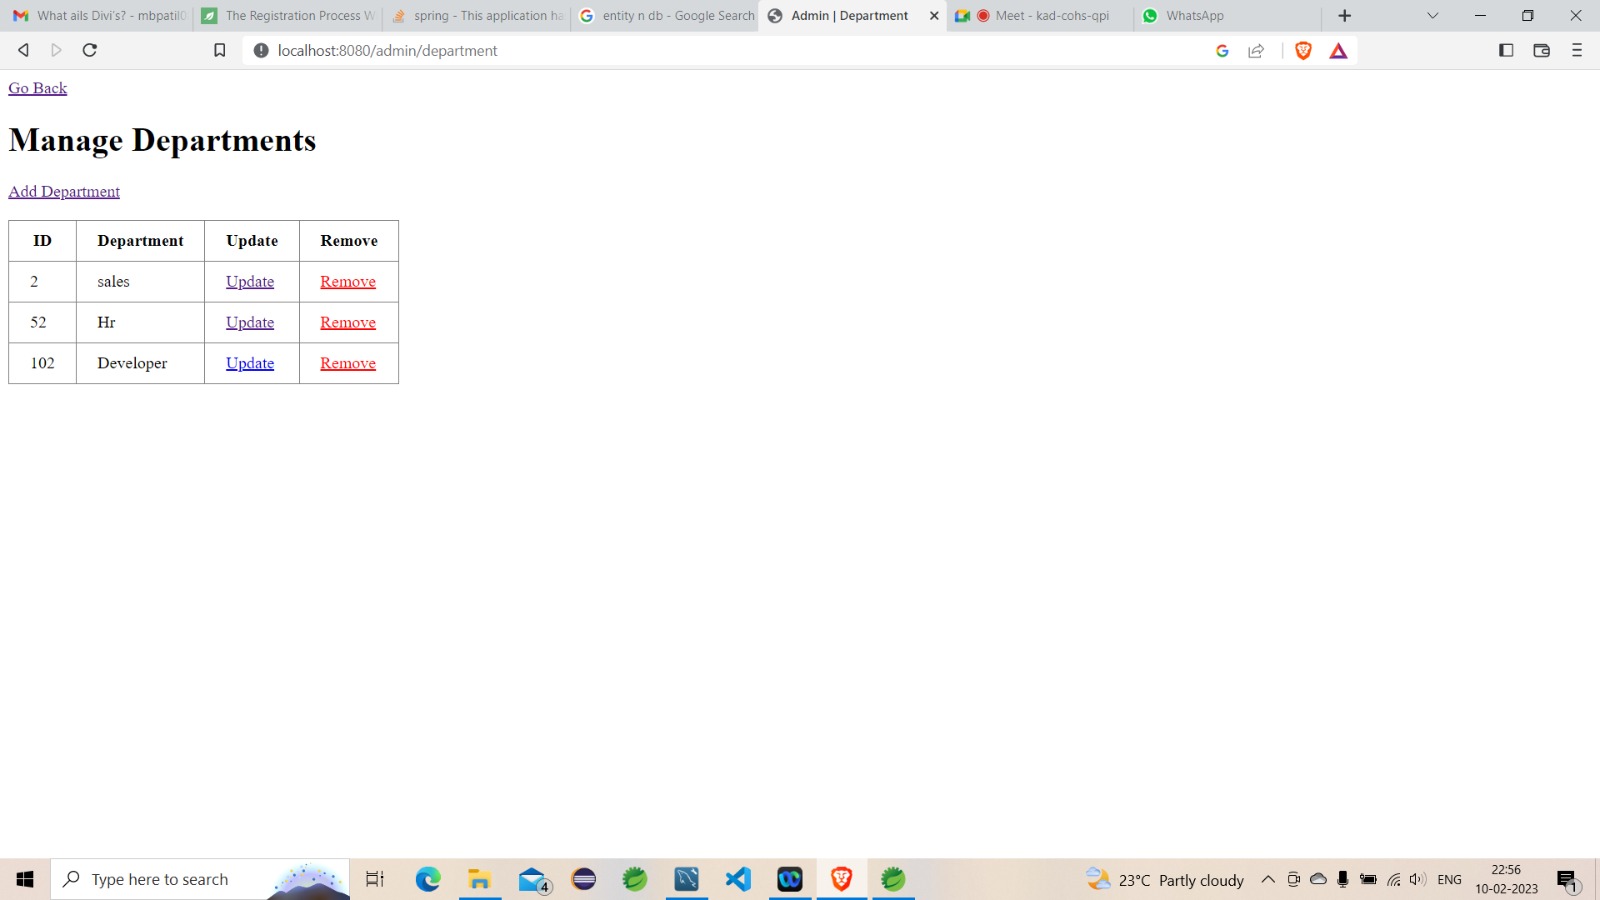 What ails Divi's? - mbpatil
The Registration Process W
spring - This application ha
entity n db - Google Search
Admin | Department
Meet - kad-cohs-qpi
WhatsApp
localhost:8080/admin/department
Go Back
Manage Departments
Add Department
ID Department Update Remove
2 sales Update Remove
52 Hr Update Remove
102 Developer Update Remove
Type here to search
4
23°C Partly cloudy
ENG
22:56
10-02-2023
1